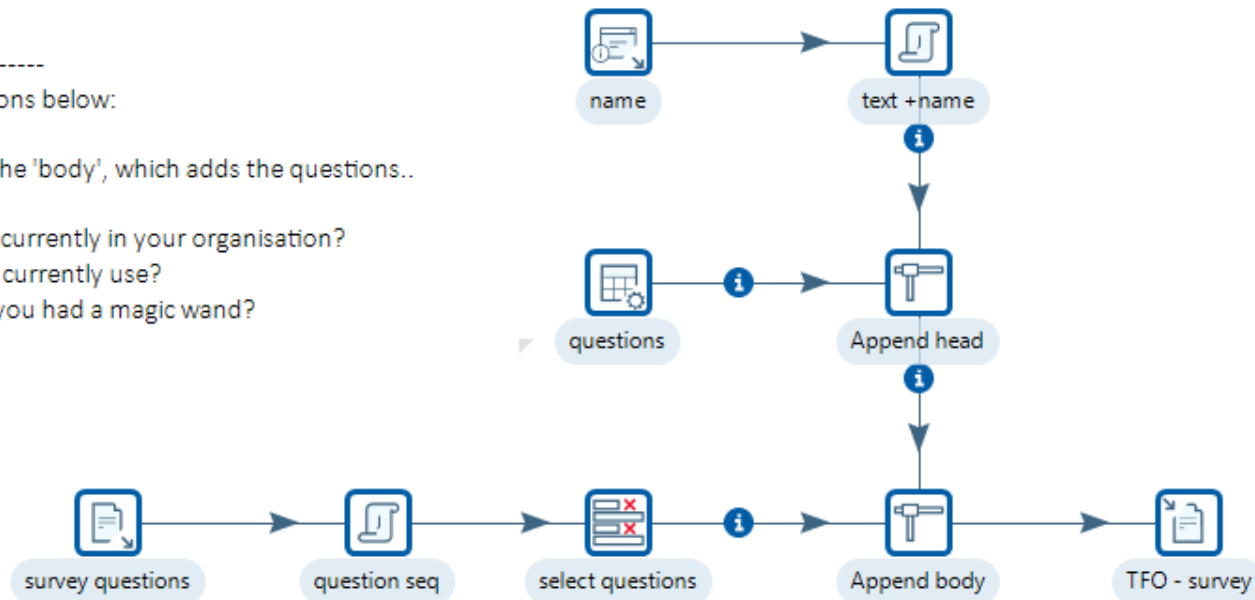 ------
ons below:
he 'body', which adds the questions..
currently in your organisation?
currently use?
you had a magic wand?
name
text +name
questions
Append head
survey questions
question seq
select questions
Append body
TFO - survey